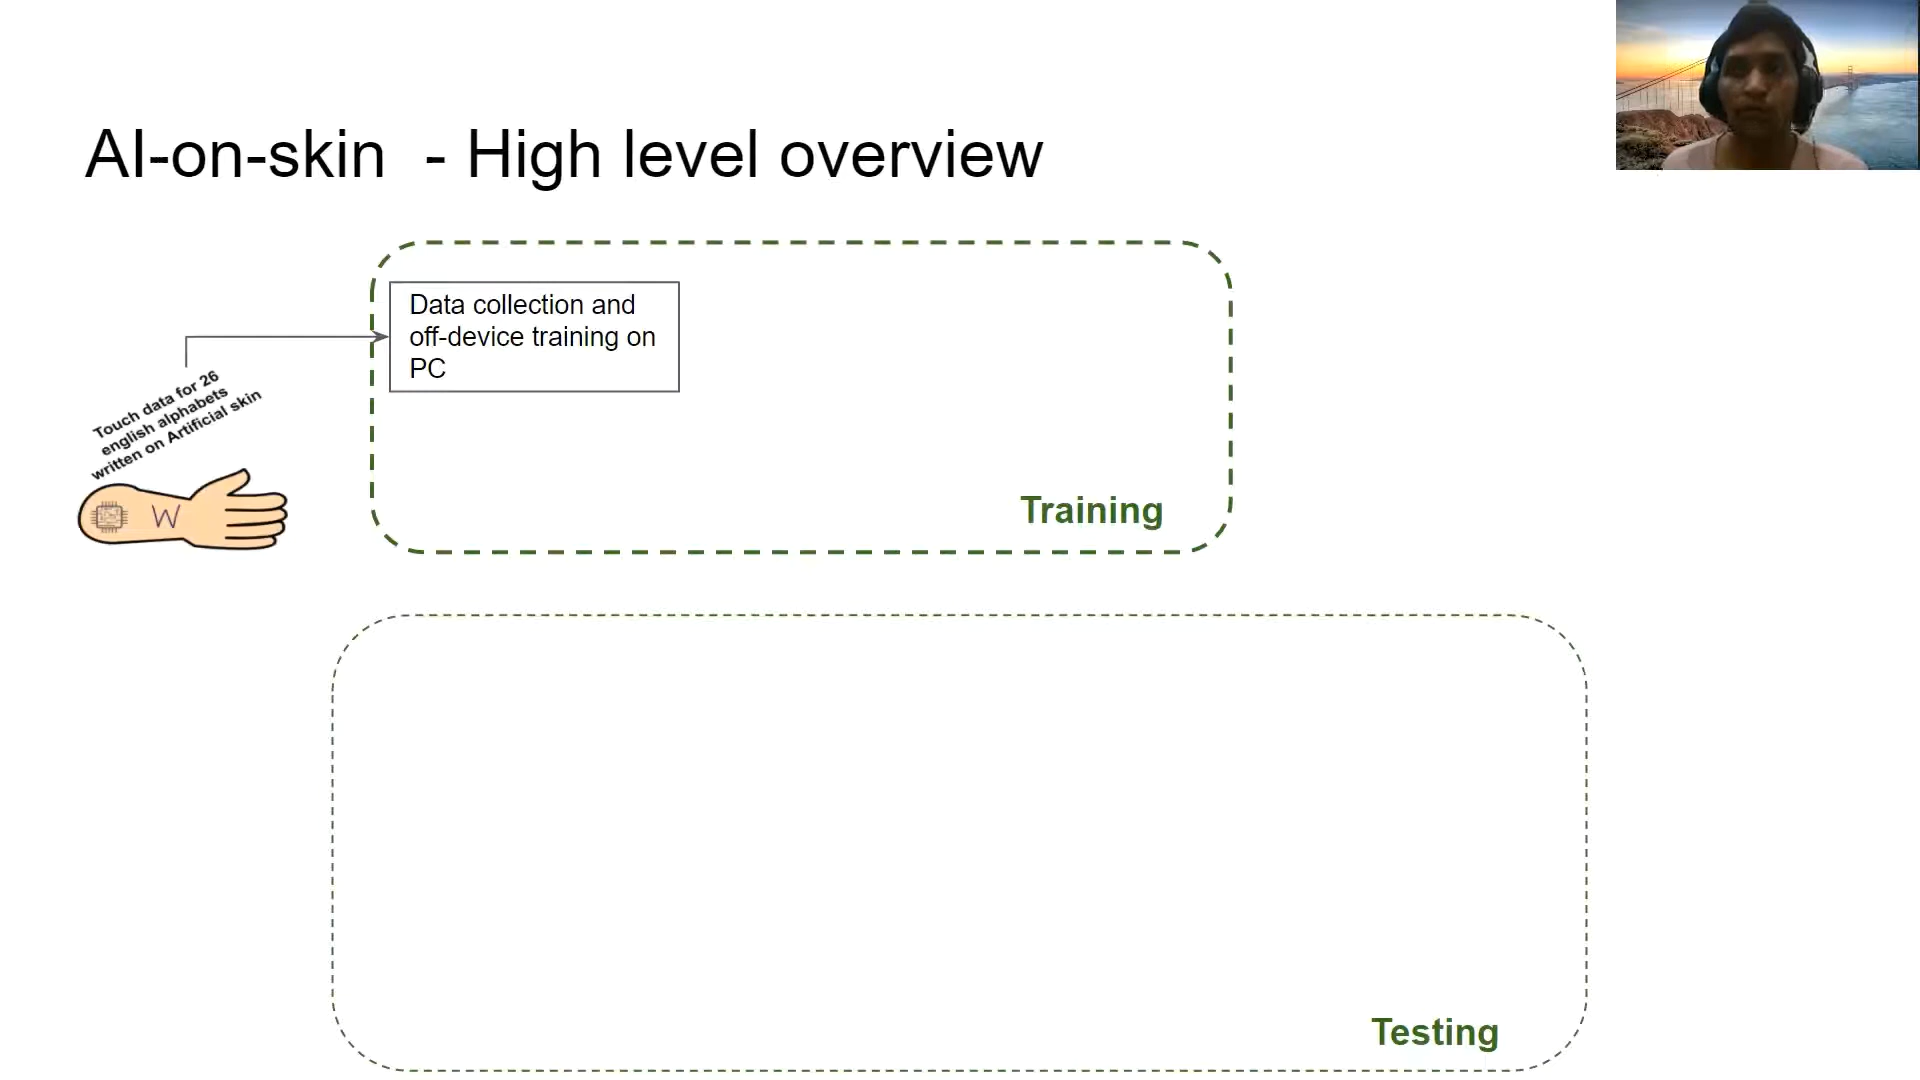 AI-on-skin - High level overview
Data collection and
off-device training on
PC
Touch data for 26
english alphabets
written on Artificial skin
W
Training
Testing